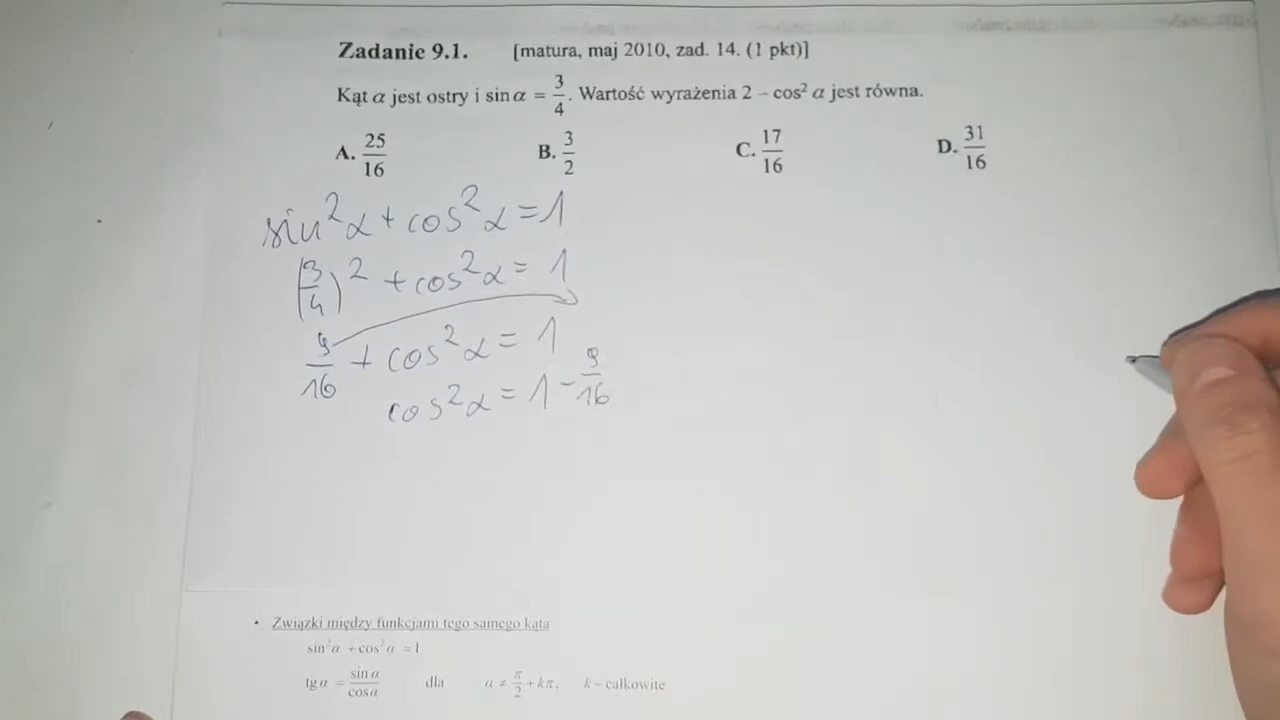 Zadanie 9.1. [matura, maj 2010, zad. 14. (1 pkt)]
Kąt α jest ostry i sin α = 3/4. Wartość wyrażenia 2 – cos² α jest równa.
A. 25/16 B. 3/2 C. 17/16 D. 31/16
sin²α + cos²α = 1
(3/4)² + cos²α = 1
9/16 + cos²α = 1
cos²α = 1 - 9/16
• Związki między funkcjami tego samego kąta
sin²α + cos²α = 1
tg α = sin α/cos α dla α ≠ π/2 + kπ, k – całkowite